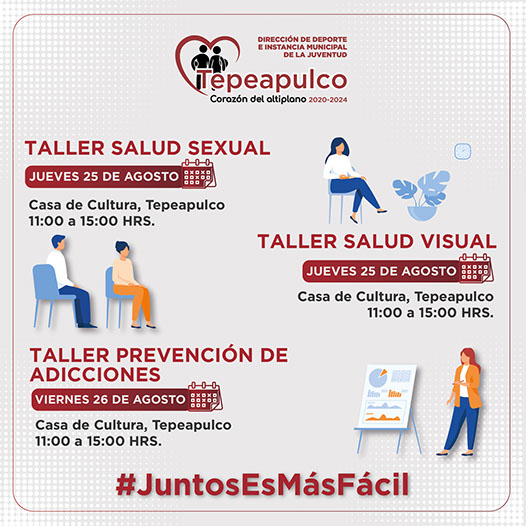 DIRECCIÓN DE DEPORTE
E INSTANCIA MUNICIPAL
DE LA JUVENTUD
Tepeapulco
Corazón del altiplano 2020-2024
TALLER SALUD SEXUAL
JUEVES 25 DE AGOSTO
Casa de Cultura, Tepeapulco
11:00 a 15:00 HRS.
TALLER SALUD VISUAL
JUEVES 25 DE AGOSTO
Casa de Cultura, Tepeapulco
11:00 a 15:00 HRS.
TALLER PREVENCIÓN DE
ADICCIONES
VIERNES 26 DE AGOSTO
Casa de Cultura, Tepeapulco
11:00 a 15:00 HRS.
#JuntosEsMásFácil